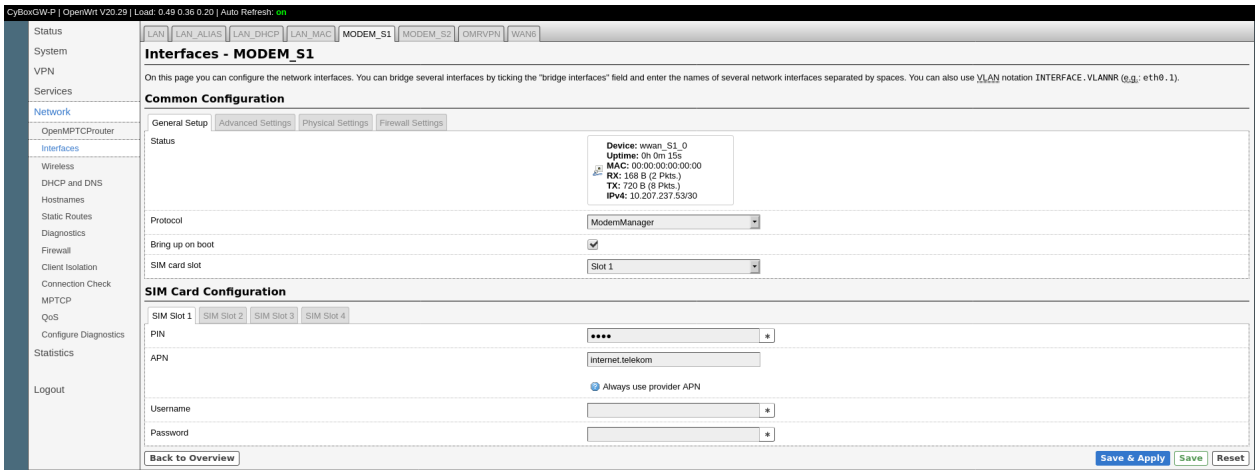 CyBoxGW-P | OpenWrt V20.29 | Load: 0.49 0.36 0.20 | Auto Refresh: on
Status
System
VPN
Services
Network
OpenMPTCProuter
Interfaces
Wireless
DHCP and DNS
Hostnames
Static Routes
Diagnostics
Firewall
Client Isolation
Connection Check
MPTCP
QoS
Configure Diagnostics
Statistics
Logout
LAN LAN_ALIAS LAN_DHCP LAN_MAC MODEM_S1 MODEM_S2 OMRVPN WAN6
Interfaces - MODEM_S1
On this page you can configure the network interfaces. You can bridge several interfaces by ticking the "bridge interfaces" field and enter the names of several network interfaces separated by spaces. You can also use VLAN notation INTERFACE.VLANNR (e.g.: eth0.1).
Common Configuration
General Setup Advanced Settings Physical Settings Firewall Settings
Status
Device: wwan_S1_0
Uptime: 0h 0m 15s
MAC: 00:00:00:00:00:00
RX: 168 B (2 Pkts.)
TX: 720 B (8 Pkts.)
IPv4: 10.207.237.53/30
Protocol ModemManager
Bring up on boot
SIM card slot Slot 1
SIM Card Configuration
SIM Slot 1 SIM Slot 2 SIM Slot 3 SIM Slot 4
PIN •••• *
APN internet.telekom
Always use provider APN
Username *
Password *
Back to Overview Save & Apply Save Reset